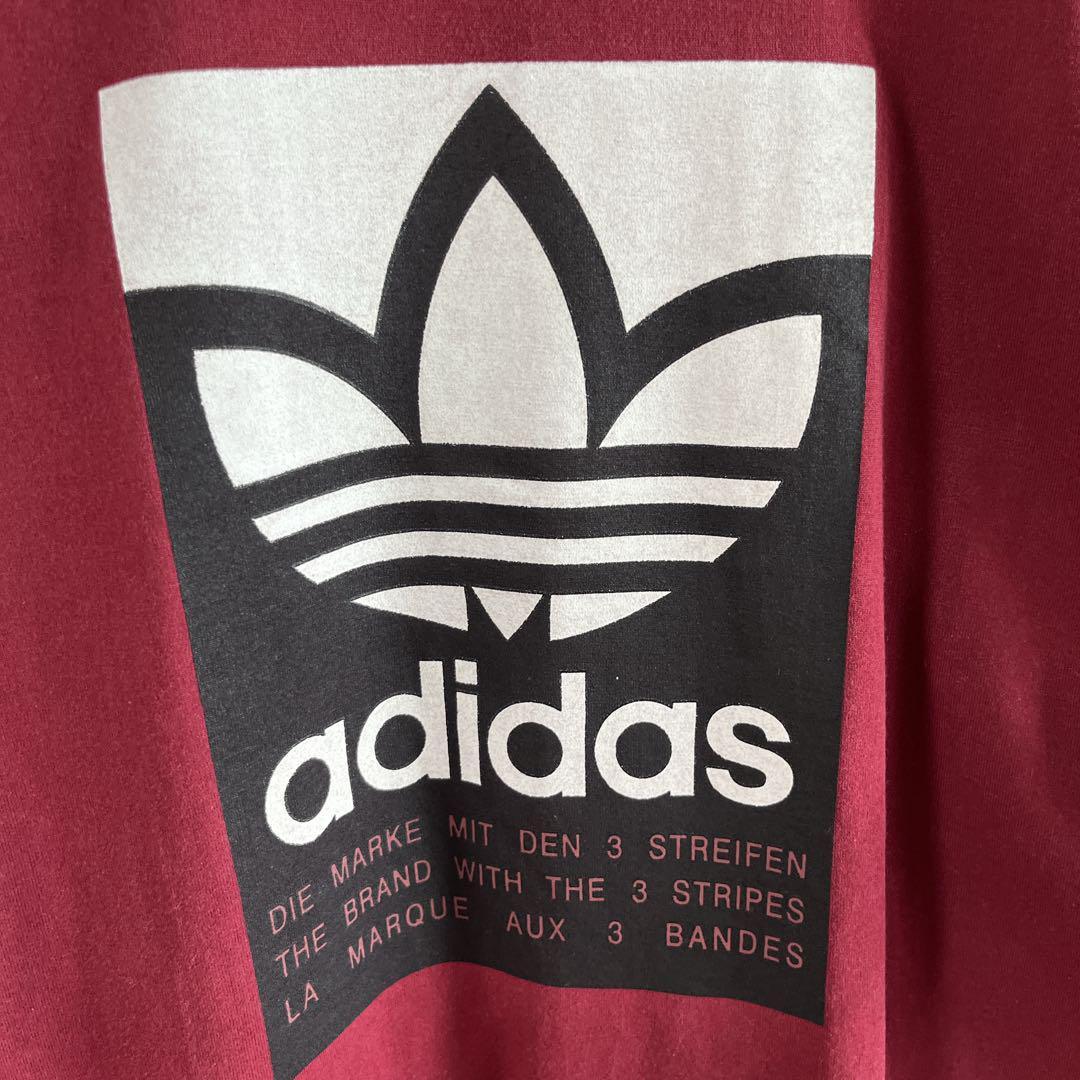 adidas
DIE MARKE MIT DEN 3 STREIFEN
THE BRAND WITH THE 3 STRIPES
LA MARQUE AUX 3 BANDES